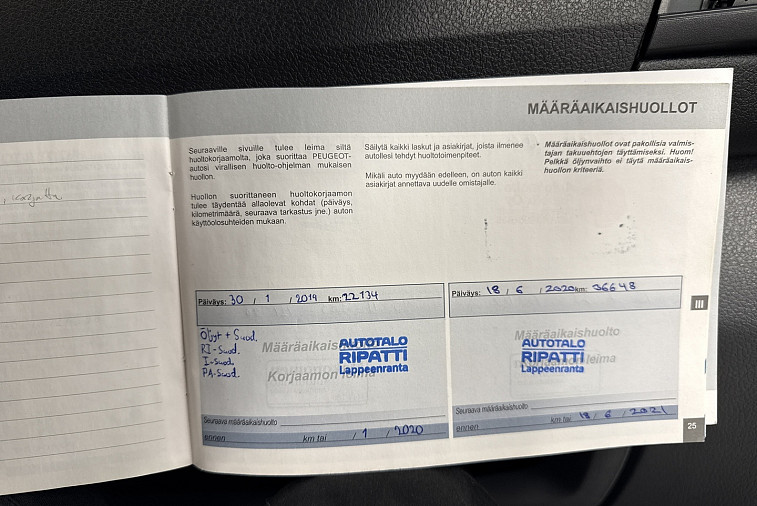 korjattu
MÄÄRÄAIKAISHUOLLOT
Seuraaville sivuille tulee leima siltä
huoltokorjaamolta, joka suorittaa PEUGEOT-
autosi virallisen huolto-ohjelman mukaisen
huollon.
Huollon suorittaneen huoltokorjaamon
tulee täydentää allaolevat kohdat (päiväys,
kilometrimäärä, seuraava tarkastus jne.) auton
käyttöolosuhteiden mukaan.
Säilytä kaikki laskut ja asiakirjat, joista ilmenee
autollesi tehdyt huoltotoimenpiteet.
Mikäli auto myydään edelleen, on auton kaikki
asiakirjat annettava uudelle omistajalle.
• Määräaikaishuollot ovat pakollisia valmis-
tajan takuuehtojen täyttämiseksi. Huom!
Pelkkä öljynvaihto ei täytä määräaikais-
huollon kriteeriä.
Päiväys: 30 / 1 / 2019 km: 22134
Öljyt + Suod.
RI-Suod.
I-Suod.
PA-Suod.
Määräaikaishuolto
Korjaamon leima
AUTOTALO
RIPATTI
Lappeenranta
Seuraava määräaikaishuolto
ennen km tai / 1 / 2020
Päiväys: 18 / 6 / 2020 km: 36648
Määräaikaishuolto
Korjaamon leima
AUTOTALO
RIPATTI
Lappeenranta
Seuraava määräaikaishuolto
ennen km tai 18 / 6 / 2021
III
25